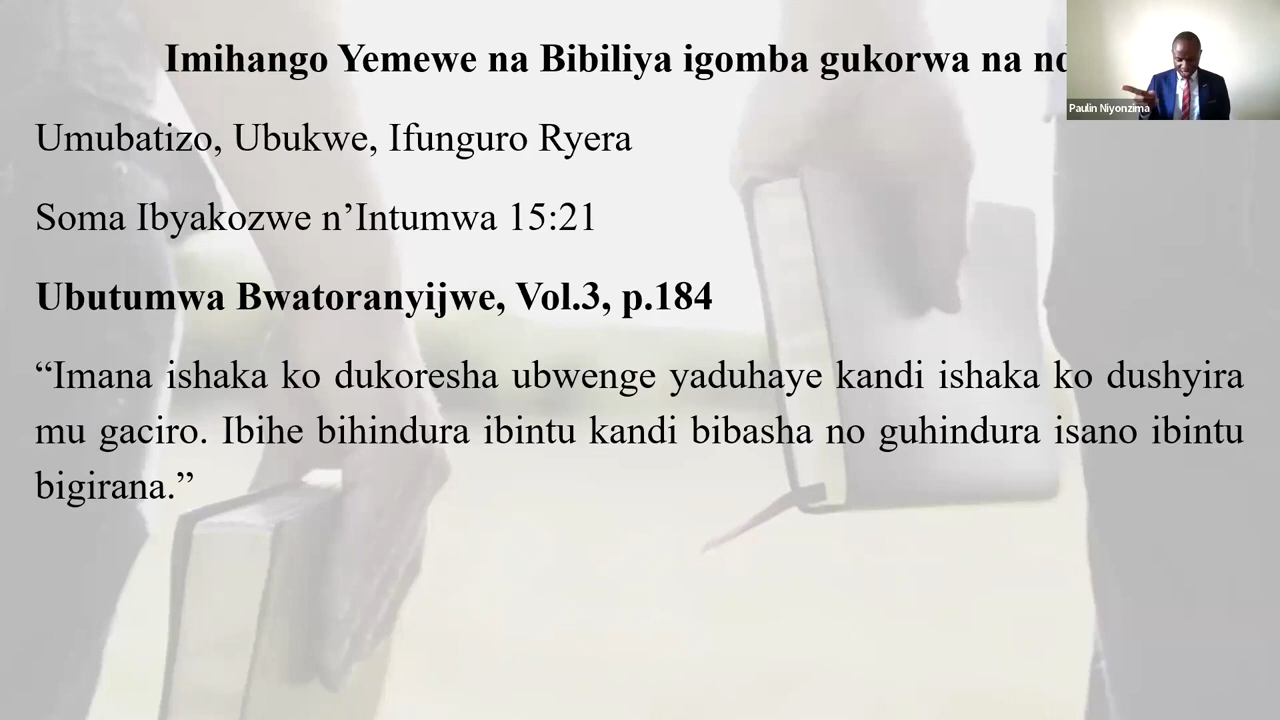 Imihango Yemewe na Bibiliya igomba gukorwa na
Paulin Niyonzima
Umubatizo, Ubukwe, Ifunguro Ryera
Soma Ibyakozwe n’Intumwa 15:21
Ubutumwa Bwatoranyijwe, Vol.3, p.184
“Imana ishaka ko dukoresha ubwenge yaduhaye kandi ishaka ko dushyira
mu gaciro. Ibihe bihindura ibintu kandi bibasha no guhindura isano ibintu
bigirana.”